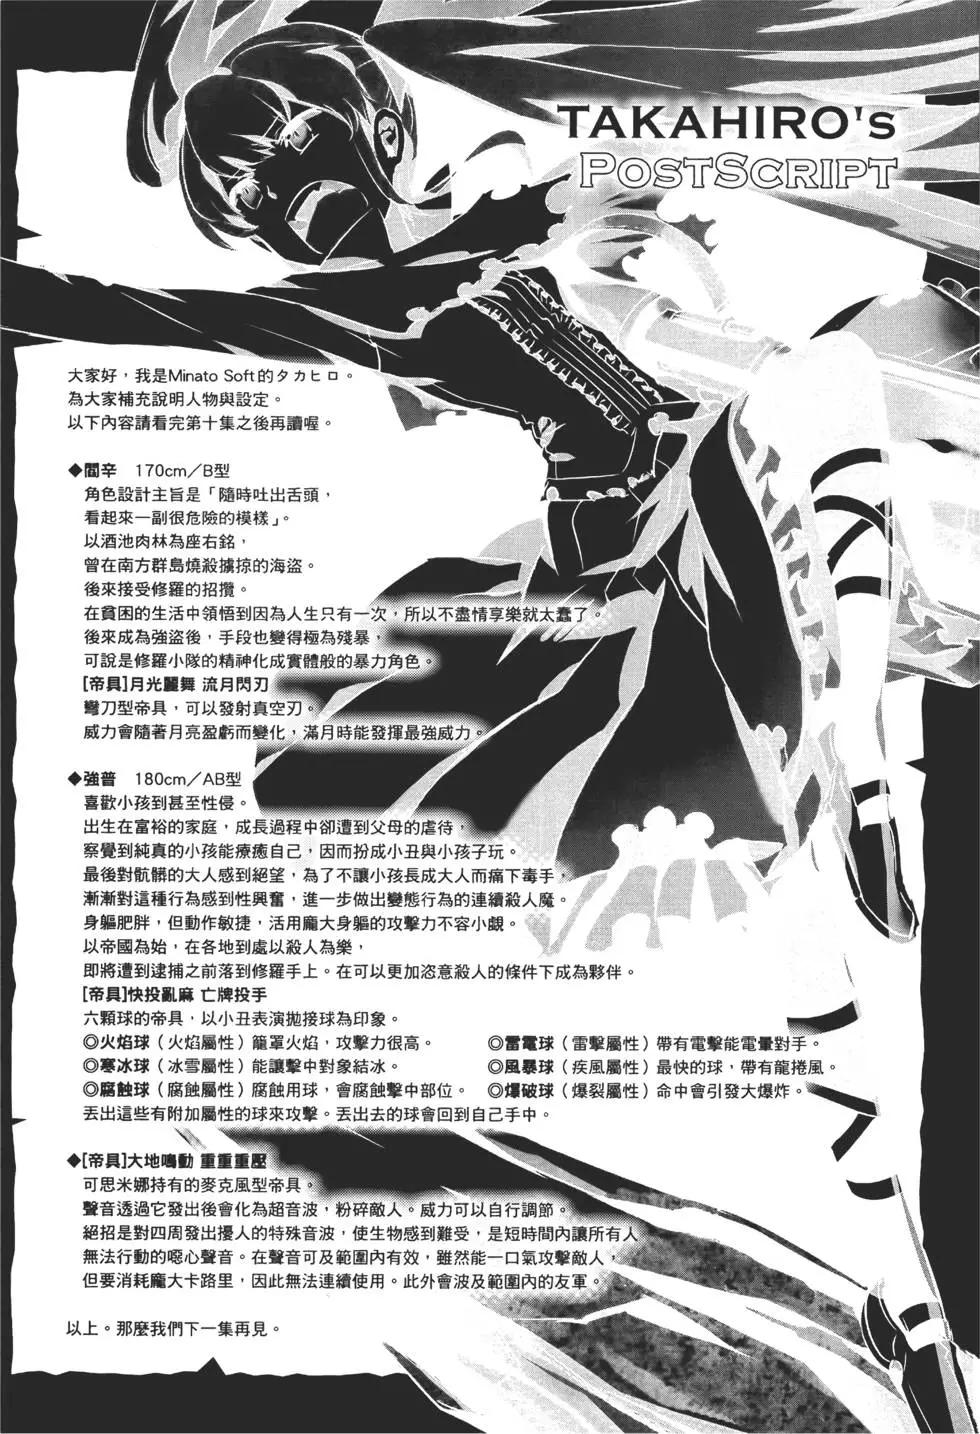 TAKAHIRO's
PostScript
大家好，我是Minato Soft的タカヒロ。
為大家補充說明人物與設定。
以下內容請看完第十集之後再讀喔。
◆閻辛　170cm／B型
角色設計主旨是「隨時吐出舌頭，
看起來一副很危險的模樣」。
以酒池肉林為座右銘，
曾在南方群島燒殺擄掠的海盜。
後來接受修羅的招攬。
在貧困的生活中領悟到因為人生只有一次，所以不盡情享樂就太蠢了。
後來成為強盜後，手段也變得極為殘暴，
可說是修羅小隊的精神化成實體般的暴力角色。
[帝具]月光麗舞 流月閃刃
彎刀型帝具，可以發射真空刃。
威力會隨著月亮盈虧而變化，滿月時能發揮最強威力。
◆強普　180cm／AB型
喜歡小孩到甚至性侵。
出生在富裕的家庭，成長過程中卻遭到父母的虐待，
察覺到純真的小孩能療癒自己，因而扮成小丑與小孩子玩。
最後對骯髒的大人感到絕望，為了不讓小孩長成大人而痛下毒手，
漸漸對這種行為感到性興奮，進一步做出變態行為的連續殺人魔。
身軀肥胖，但動作敏捷，活用龐大身軀的攻擊力不容小覷。
以帝國為始，在各地到處以殺人為樂，
即將遭到逮捕之前落到修羅手上。在可以更加恣意殺人的條件下成為夥伴。
[帝具]快投亂麻 亡牌投手
六顆球的帝具，以小丑表演拋接球為印象。
◎火焰球（火焰屬性）籠罩火焰，攻擊力很高。　◎雷電球（雷擊屬性）帶有電擊能電暈對手。
◎寒冰球（冰雪屬性）能讓擊中對象結冰。　◎風暴球（疾風屬性）最快的球，帶有龍捲風。
◎腐蝕球（腐蝕屬性）腐蝕用球，會腐蝕擊中部位。　◎爆破球（爆裂屬性）命中會引發大爆炸。
丟出這些有附加屬性的球來攻擊。丟出去的球會回到自己手中。
◆[帝具]大地鳴動 重重重壓
可思米娜持有的麥克風型帝具。
聲音透過它發出後會化為超音波，粉碎敵人。威力可以自行調節。
絕招是對四周發出擾人的特殊音波，使生物感到難受，是短時間內讓所有人
無法行動的噁心聲音。在聲音可及範圍內有效，雖然能一口氣攻擊敵人，
但要消耗龐大卡路里，因此無法連續使用。此外會波及範圍內的友軍。
以上。那麼我們下一集再見。